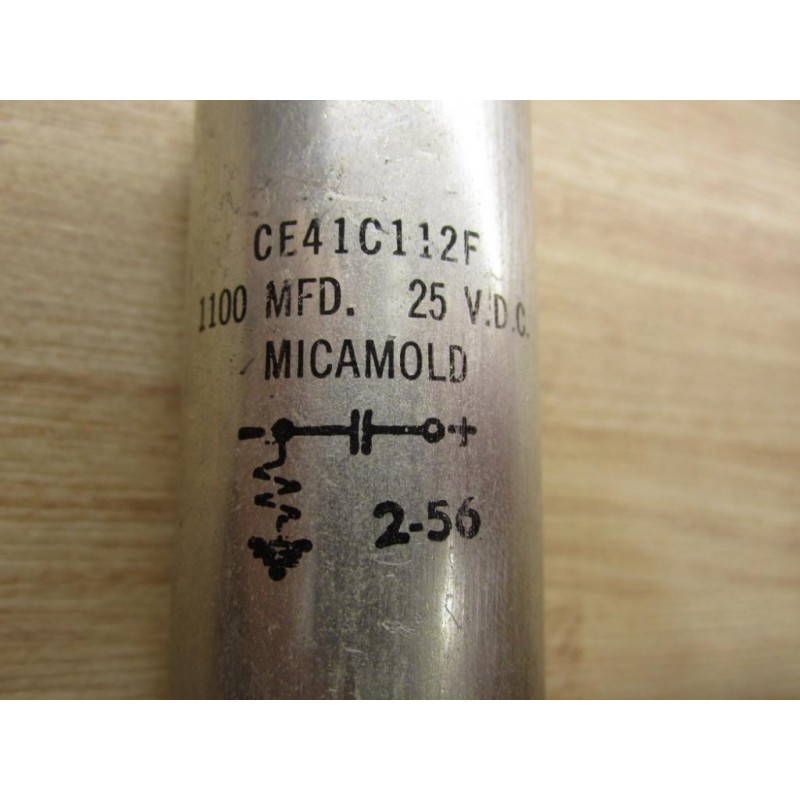 CE41C112F
1100 MFD. 25 V.D.C.
MICAMOLD
- +
2-56